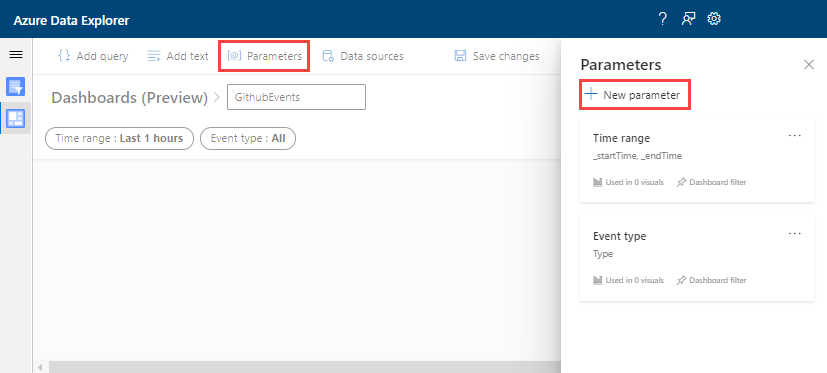 Azure Data Explorer
?
Add query Add text [@] Parameters Data sources Save changes
Dashboards (Preview) > GithubEvents
Time range : Last 1 hours Event type : All
Parameters
New parameter
Time range
_startTime, _endTime
Used in 0 visuals Dashboard filter
Event type
Type
Used in 0 visuals Dashboard filter